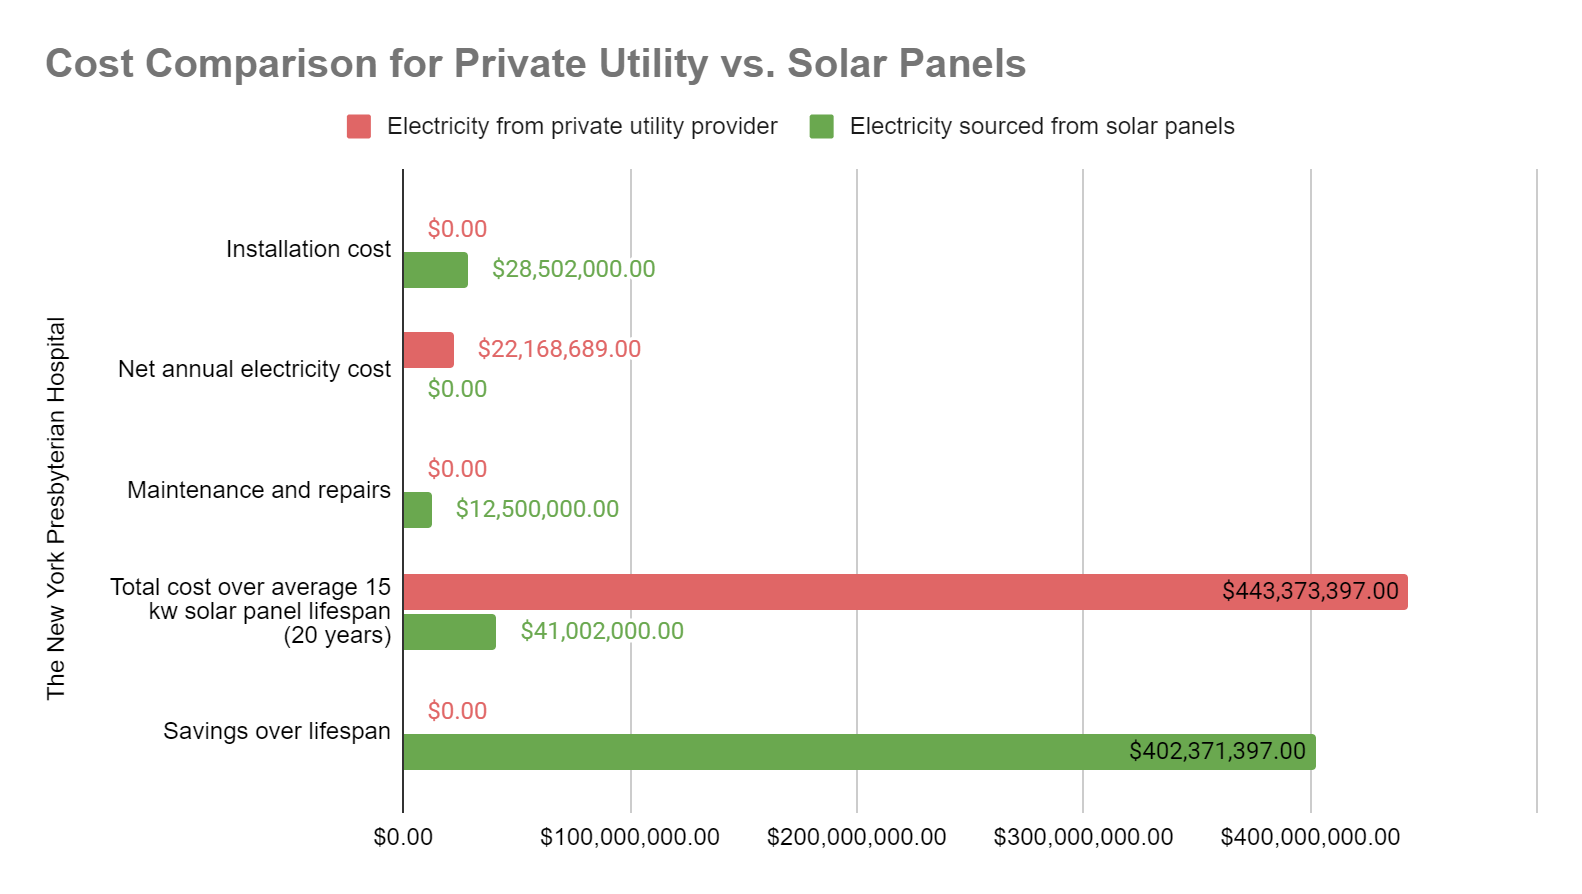 Cost Comparison for Private Utility vs. Solar Panels
Electricity from private utility provider
Electricity sourced from solar panels
The New York Presbyterian Hospital
Installation cost
$0.00
$28,502,000.00
Net annual electricity cost
$22,168,689.00
$0.00
Maintenance and repairs
$0.00
$12,500,000.00
Total cost over average 15
kw solar panel lifespan
(20 years)
$443,373,397.00
$41,002,000.00
Savings over lifespan
$0.00
$402,371,397.00
$0.00
$100,000,000.00
$200,000,000.00
$300,000,000.00
$400,000,000.00